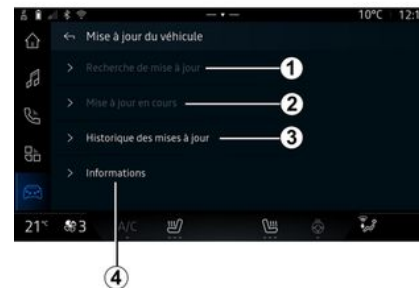 10°C 12:1
Mise à jour du véhicule
Recherche de mise à jour 1
Mise à jour en cours 2
Historique des mises à jour 3
Informations
21°C 3 A/C
4